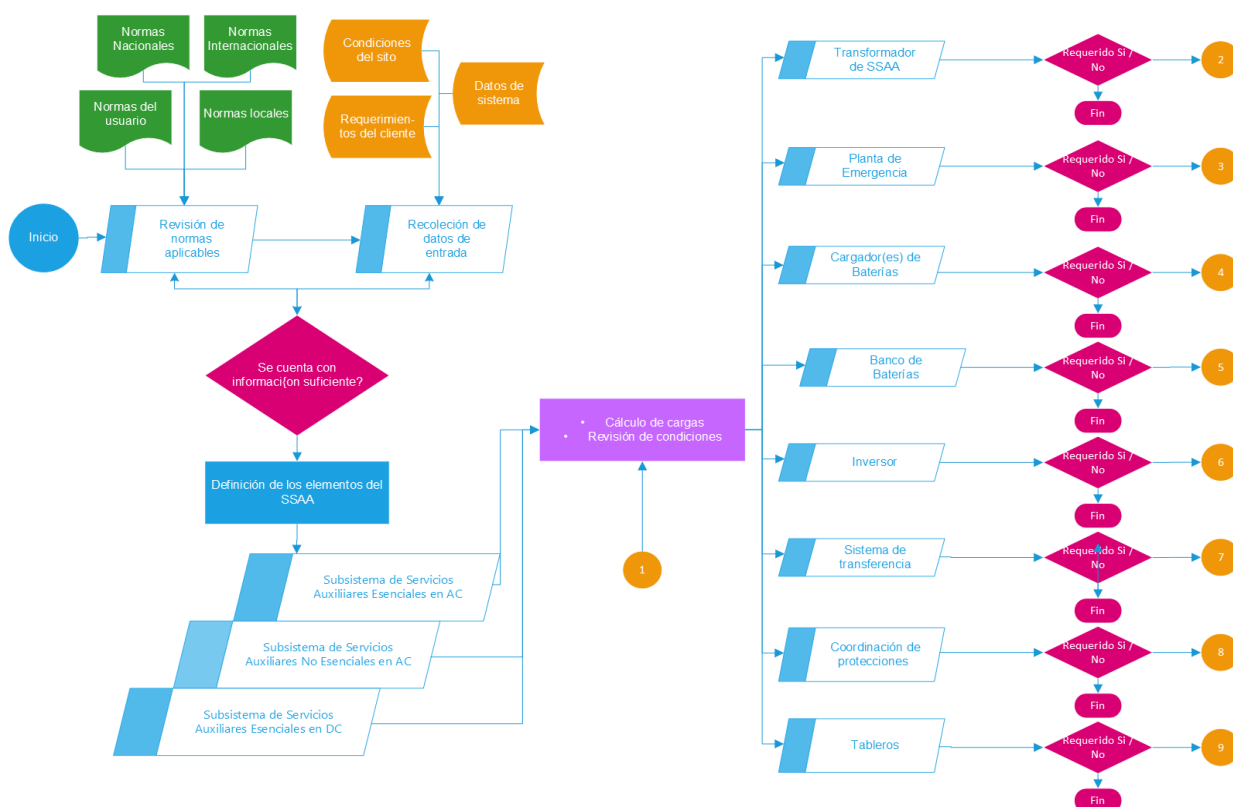 Normas
Nacionales
Normas
Internacionales
Normas del
usuario
Normas locales
Condiciones
del sito
Datos de
sistema
Requerimien-
tos del cliente
Inicio
Revisión de
normas
aplicables
Recoleción de
datos de
entrada
Se cuenta con
informaci{on suficiente?
Definición de los elementos del
SSAA
Subsistema de Servicios
Auxiliiares Esenciales en AC
Subsistema de Servicios
Auxiliares No Esenciales en AC
Subsistema de Servicios
Auxiliares Esenciales en DC
• Cálculo de cargas
• Revisión de condiciones
1
Transformador
de SSAA
Requerido Si /
No
2
Fin
Planta de
Emergencia
Requerido Si /
No
3
Fin
Cargador(es) de
Baterías
Requerido Si /
No
4
Fin
Banco de
Baterías
Requerido Si /
No
5
Fin
Inversor
Requerido Si /
No
6
Fin
Sistema de
transferencia
Requerido Si /
No
7
Fin
Coordinación de
protecciones
Requerido Si /
No
8
Fin
Tableros
Requerido Si /
No
9
Fin